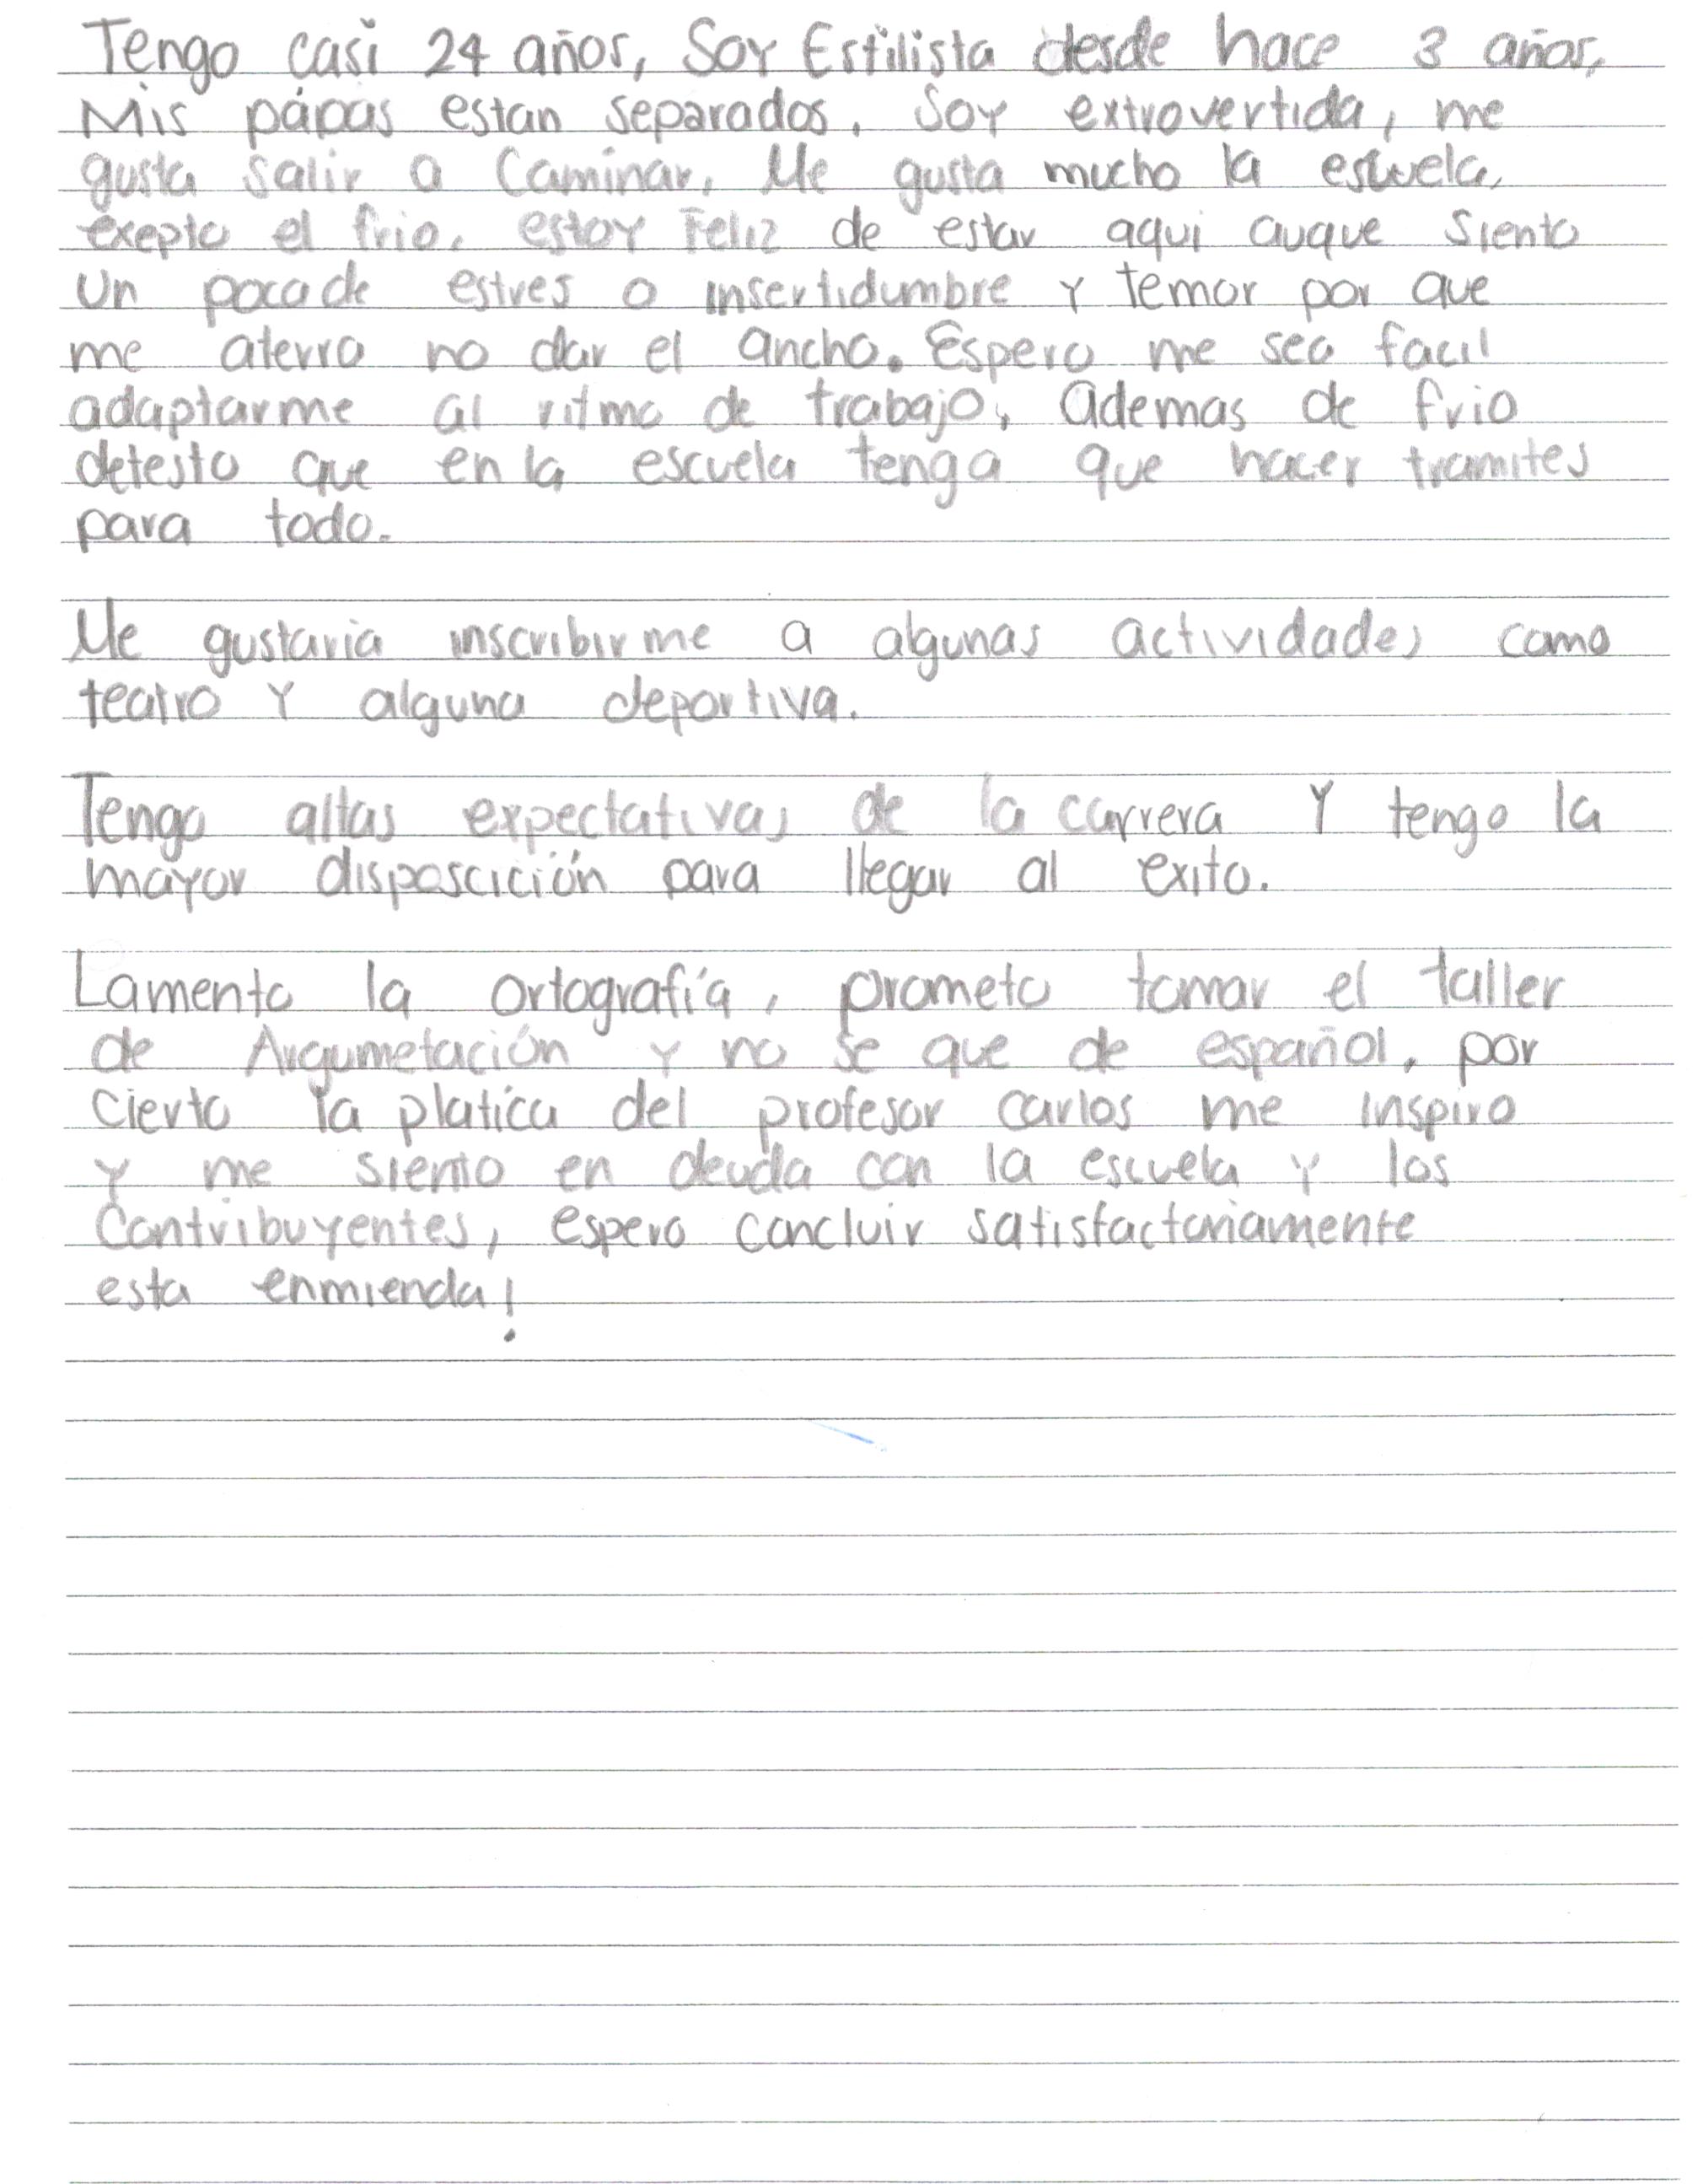 Tengo casi 24 años, Soy Estilista desde hace 3 años,
Mis pápas estan separados. Soy extrovertida, me
gusta salir a Caminar. Me gusta mucho la escuela,
exepto el frio. estoy Feliz de estar aqui auque siento
un poco de estres o insertidumbre y temor por que
me aterra no dar el ancho. Espero me sea facil
adaptarme al ritmo de trabajo, ademas de frio
detesto que en la escuela tenga que hacer tramites
para todo.
Me gustaria inscribirme a algunas actividades como
teatro y alguna deportiva.
Tengo altas expectativas de la carrera y tengo la
mayor disposcición para llegar al exito.
Lamento la ortografía, prometo tomar el taller
de Argumetación y no se que de español, por
cierto la platica del profesor carlos me inspiro
y me siento en deuda con la escuela y los
Contribuyentes, espero concluir satisfactoriamente
esta enmienda!